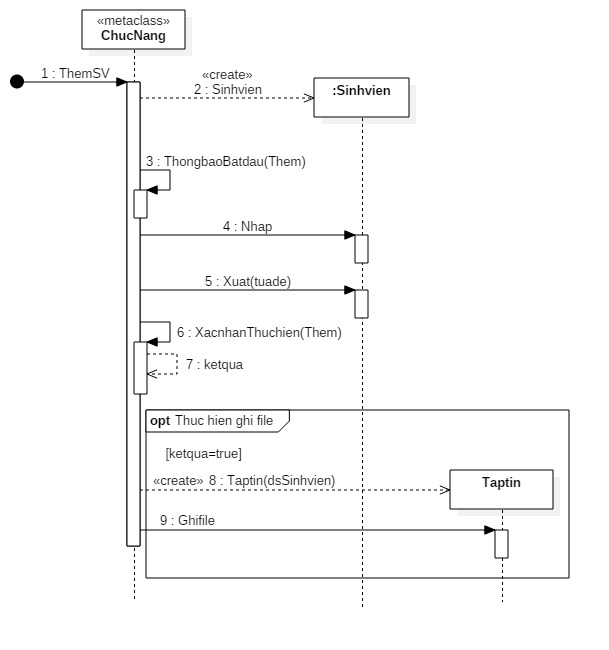 «metaclass»
ChucNang
1 : ThemSV
«create»
2 : Sinhvien
:Sinhvien
3 : ThongbaoBatdau(Them)
4 : Nhap
5 : Xuat(tuade)
6 : XacnhanThuchien(Them)
7 : ketqua
opt Thuc hien ghi file
[ketqua=true]
«create» 8 : Taptin(dsSinhvien)
Taptin
9 : Ghifile